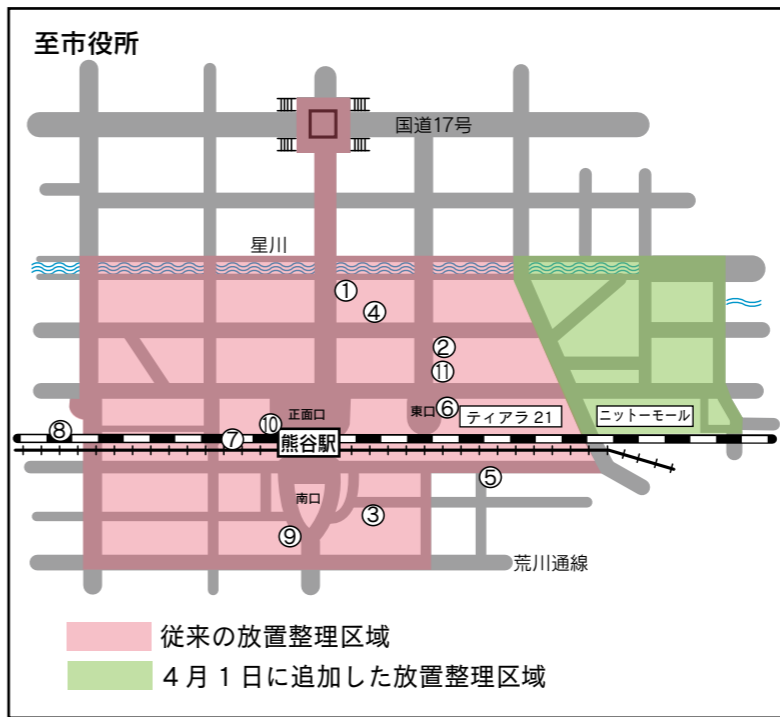 至市役所
国道17号
星川
①
④
②
⑪
正面口
東口
⑥
ティアラ21
ニットーモール
⑩
⑧
⑦
熊谷駅
⑤
南口
③
⑨
荒川通線
従来の放置整理区域
4月1日に追加した放置整理区域